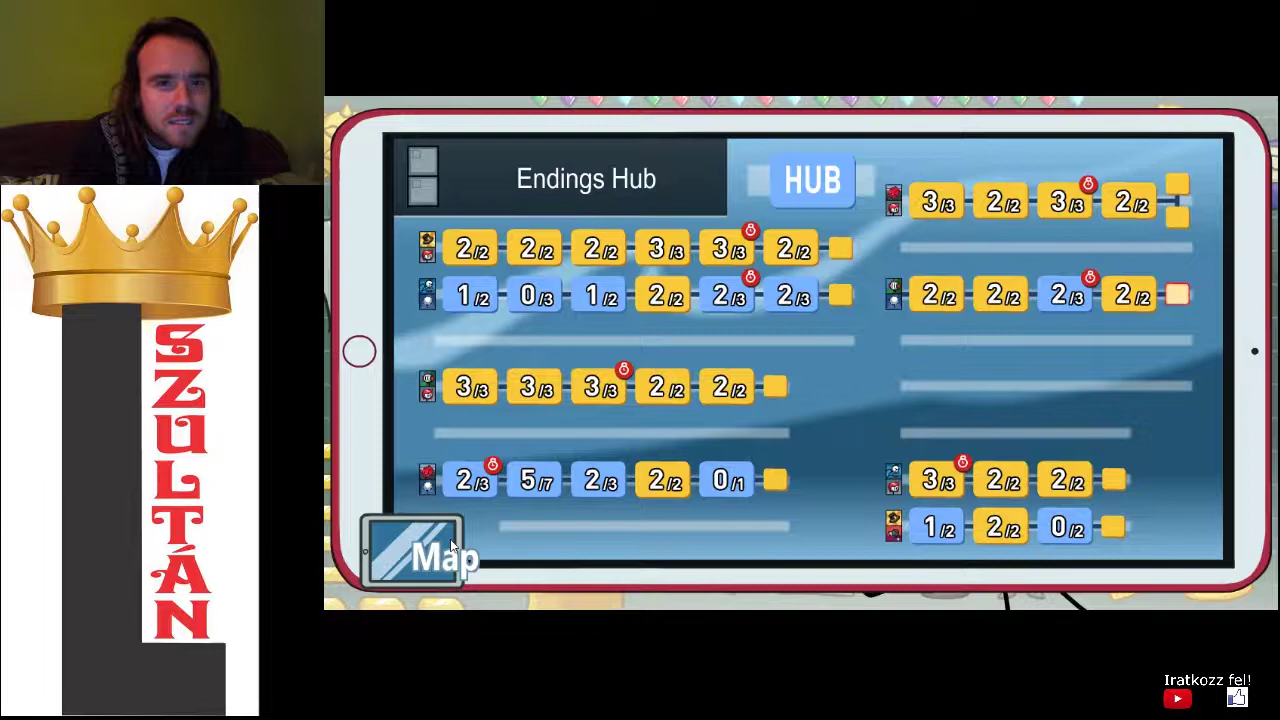 Endings Hub
HUB
3/3 2/2 3/3 2/2
2/2 2/2 2/2 3/3 3/3 2/2
1/2 0/3 1/2 2/2 2/3 2/3
2/2 2/2 2/3 2/2
3/3 3/3 3/3 2/2 2/2
2/3 5/7 2/3 2/2 0/1
3/3 2/2 2/2
1/2 2/2 0/2
Map
SZULTÁN
Iratkozz fel!